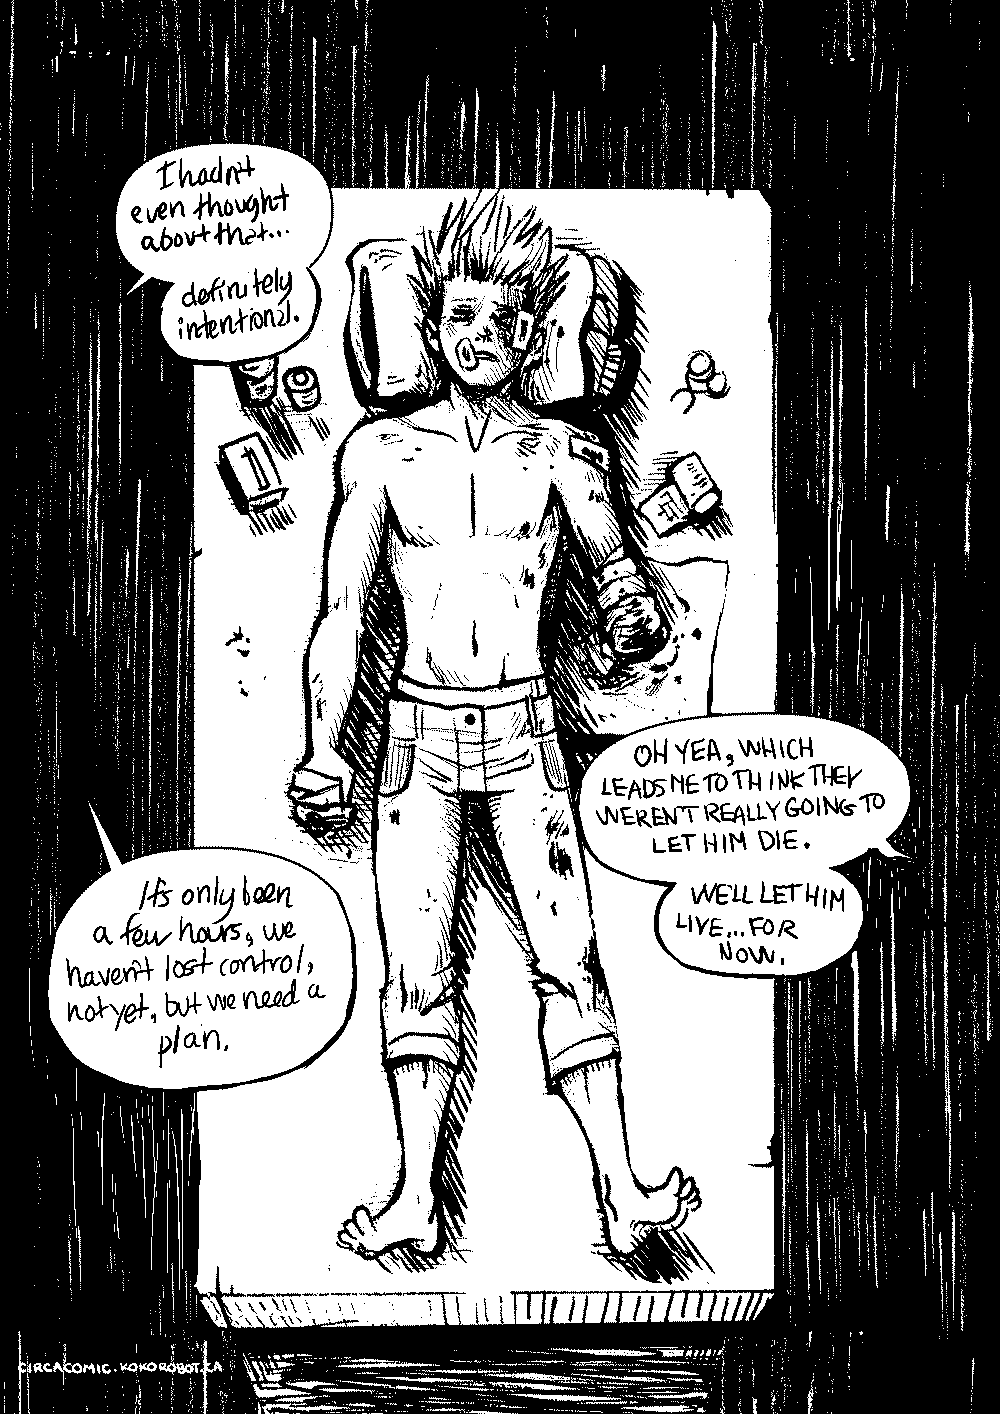 I hadn't
even thought
about that...
definitely
intentional.
OH YEA, WHICH
LEADS ME TO THINK THEY
WEREN'T REALLY GOING TO
LET HIM DIE.
WE'LL LET HIM
LIVE... FOR
NOW.
It's only been
a few hours, we
haven't lost control,
not yet, but we need a
plan.
CIRCACOMIC.KOKOROBOT.CA